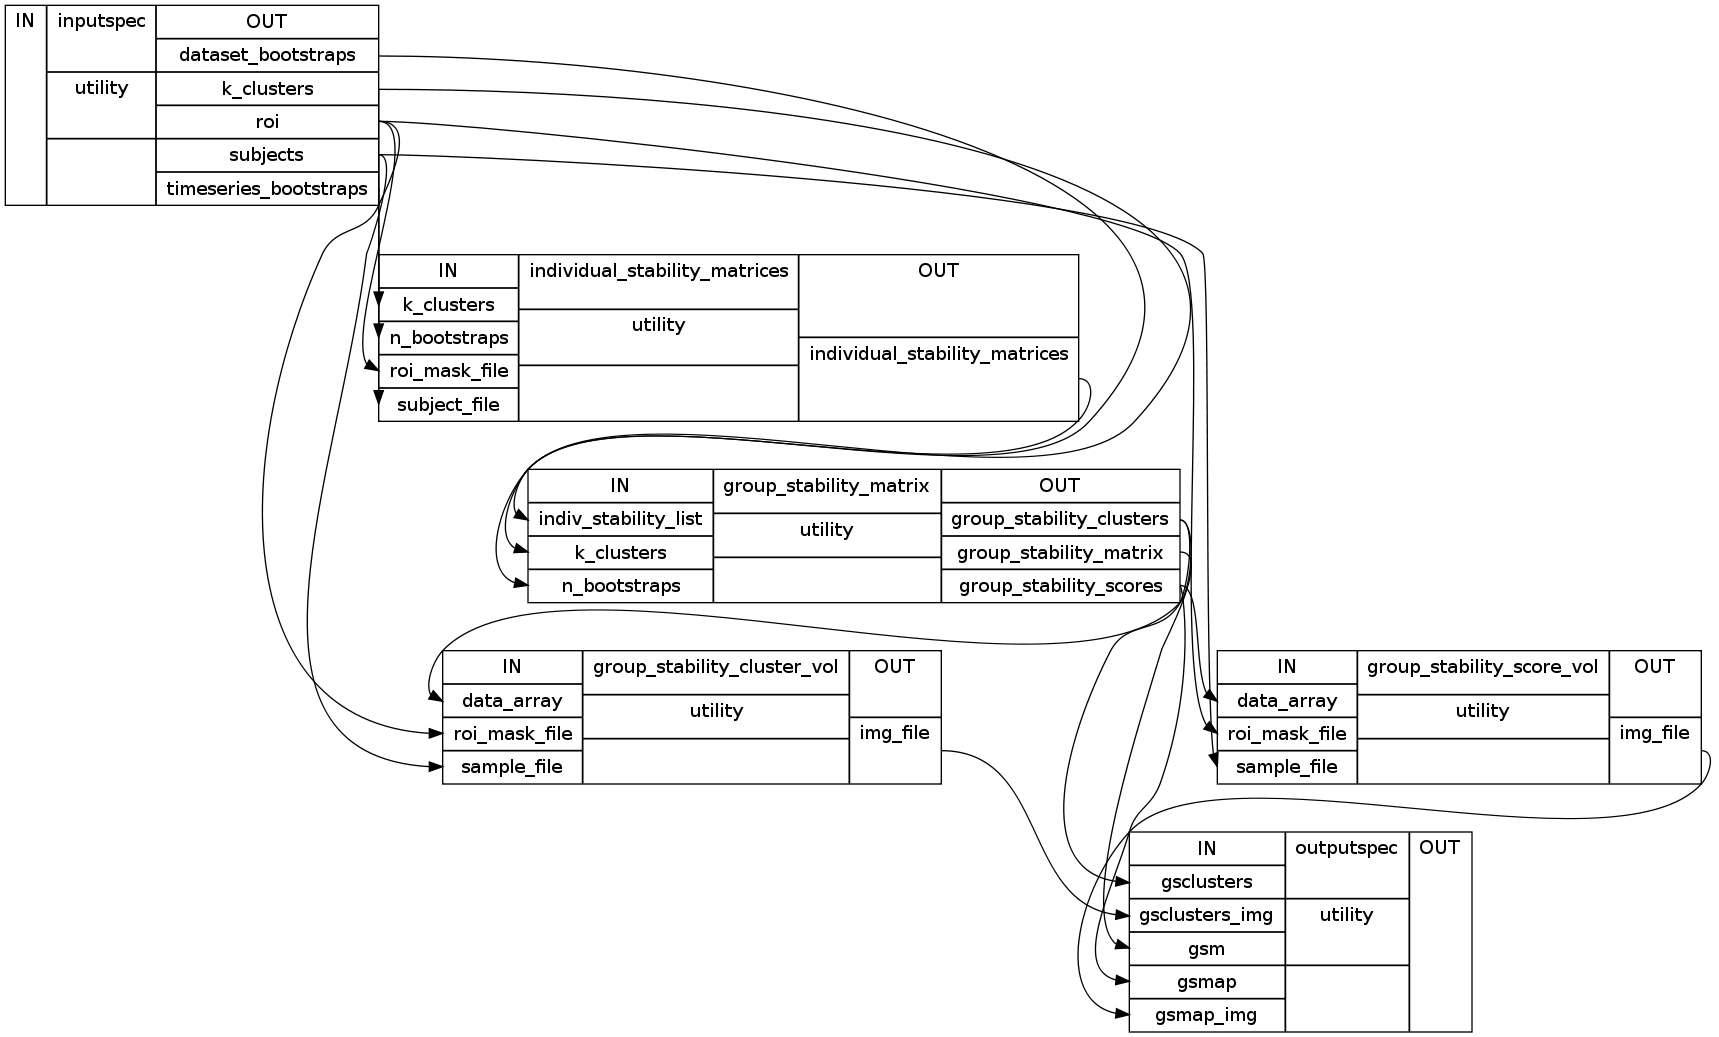 IN
inputspec
OUT
dataset_bootstraps
utility
k_clusters
roi
subjects
timeseries_bootstraps
IN
individual_stability_matrices
OUT
k_clusters
utility
n_bootstraps
individual_stability_matrices
roi_mask_file
subject_file
IN
group_stability_matrix
OUT
indiv_stability_list
utility
group_stability_clusters
k_clusters
group_stability_matrix
n_bootstraps
group_stability_scores
IN
group_stability_cluster_vol
OUT
data_array
utility
roi_mask_file
img_file
sample_file
IN
group_stability_score_vol
OUT
data_array
utility
roi_mask_file
img_file
sample_file
IN
outputspec
OUT
gsclusters
gsclusters_img
utility
gsm
gsmap
gsmap_img